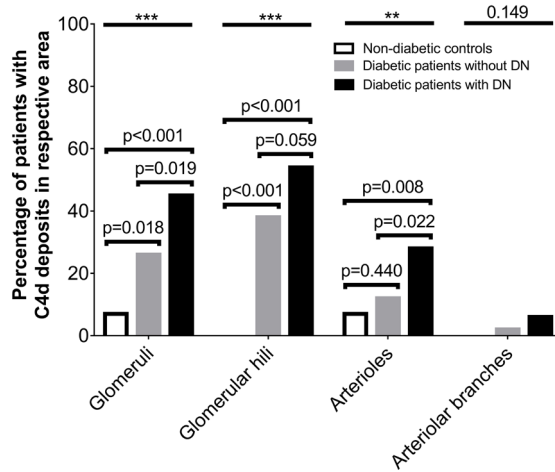 Percentage of patients with
C4d deposits in respective area
100
80
60
40
20
0
***
***
**
0.149
Non-diabetic controls
Diabetic patients without DN
Diabetic patients with DN
p<0.001
p=0.019
p=0.018
p<0.001
p=0.059
p<0.001
p=0.008
p=0.022
p=0.440
Glomeruli
Glomerular hili
Arterioles
Arteriolar branches